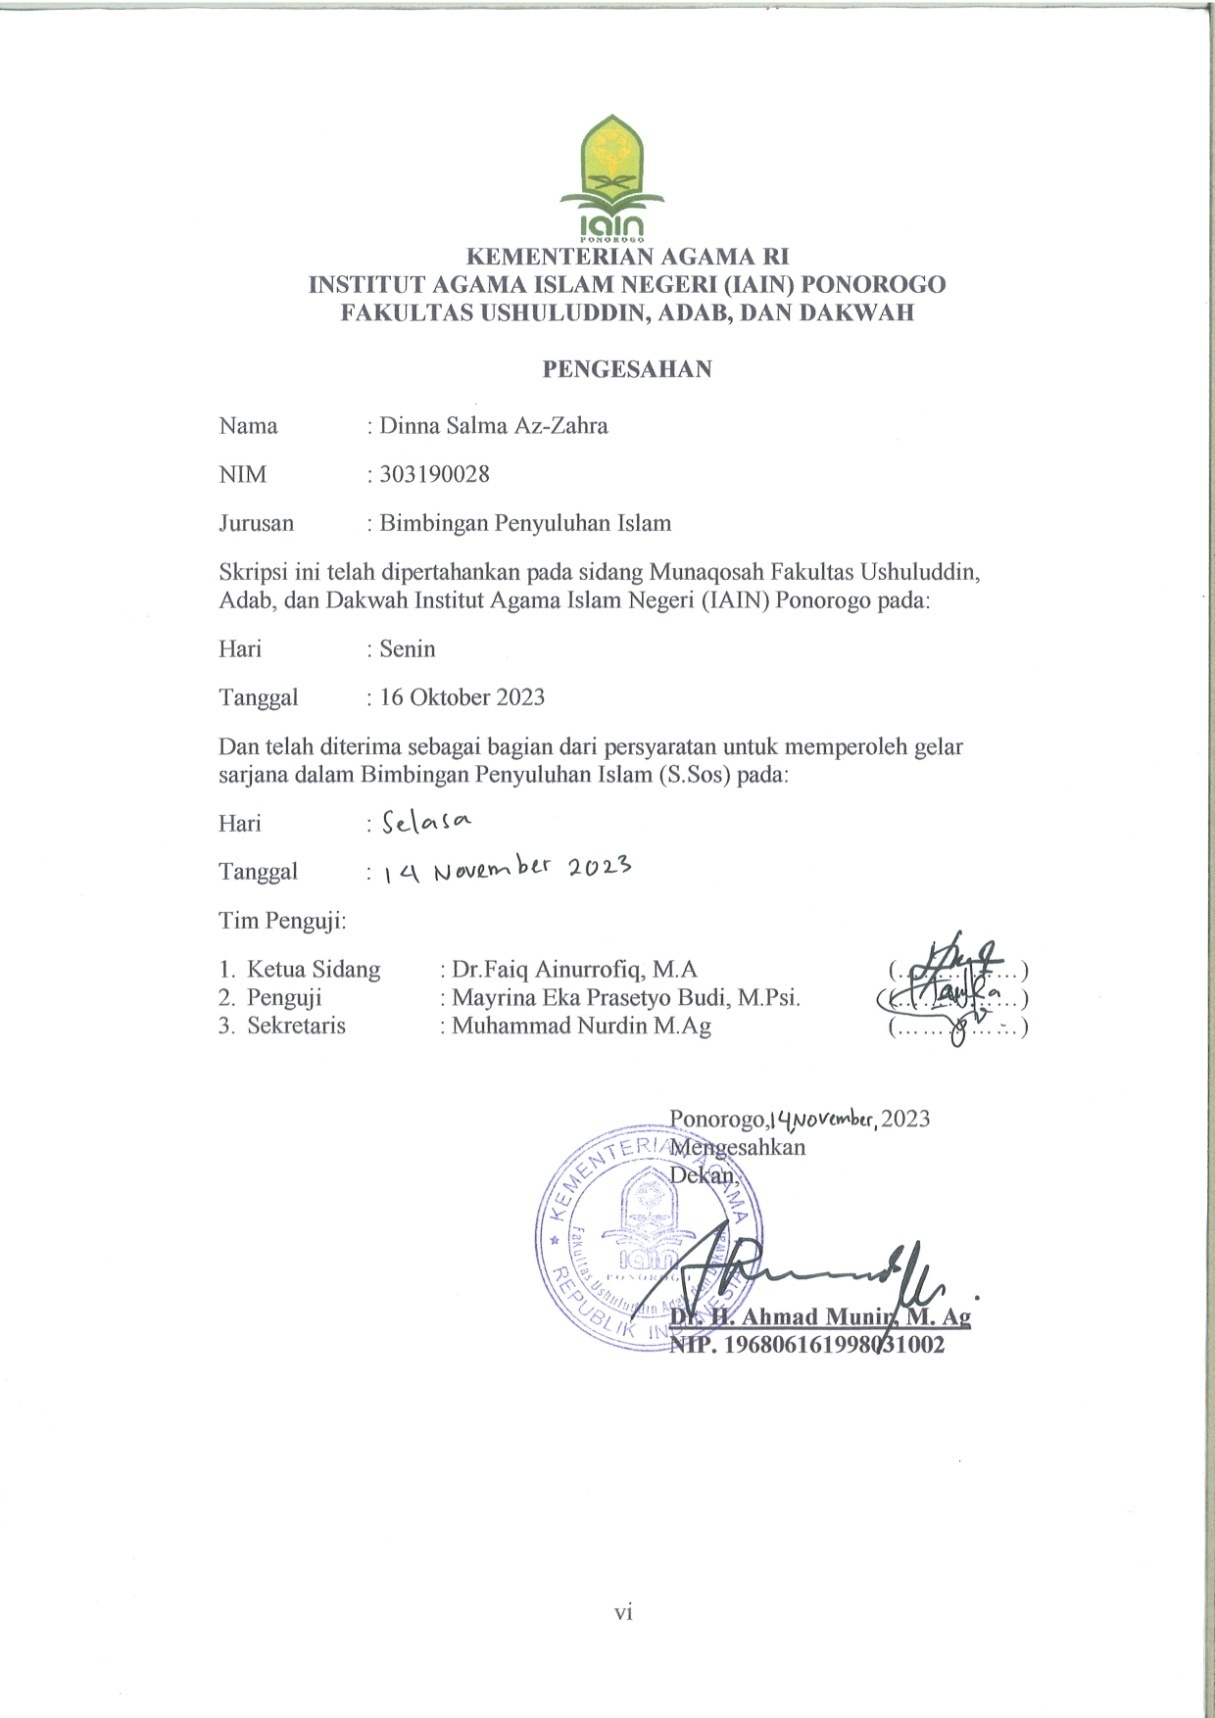 iain
PONOROGO
KEMENTERIAN AGAMA RI
INSTITUT AGAMA ISLAM NEGERI (IAIN) PONOROGO
FAKULTAS USHULUDDIN, ADAB, DAN DAKWAH
PENGESAHAN
Nama : Dinna Salma Az-Zahra
NIM : 303190028
Jurusan : Bimbingan Penyuluhan Islam
Skripsi ini telah dipertahankan pada sidang Munaqosah Fakultas Ushuluddin,
Adab, dan Dakwah Institut Agama Islam Negeri (IAIN) Ponorogo pada:
Hari : Senin
Tanggal : 16 Oktober 2023
Dan telah diterima sebagai bagian dari persyaratan untuk memperoleh gelar
sarjana dalam Bimbingan Penyuluhan Islam (S.Sos) pada:
Hari : Selasa
Tanggal : 14 November 2023
Tim Penguji:
1. Ketua Sidang : Dr.Faiq Ainurrofiq, M.A (..................)
2. Penguji : Mayrina Eka Prasetyo Budi, M.Psi. (..................)
3. Sekretaris : Muhammad Nurdin M.Ag (..................)
Ponorogo,14,November,2023
Mengesahkan
Dekan,
KEMENTERIAN AGAMA
REPUBLIK INDONESIA
Fakultas Ushuluddin Adab dan Dakwah
iain
PONOROGO
Dr. H. Ahmad Munir, M. Ag
NIP. 196806161998031002
vi